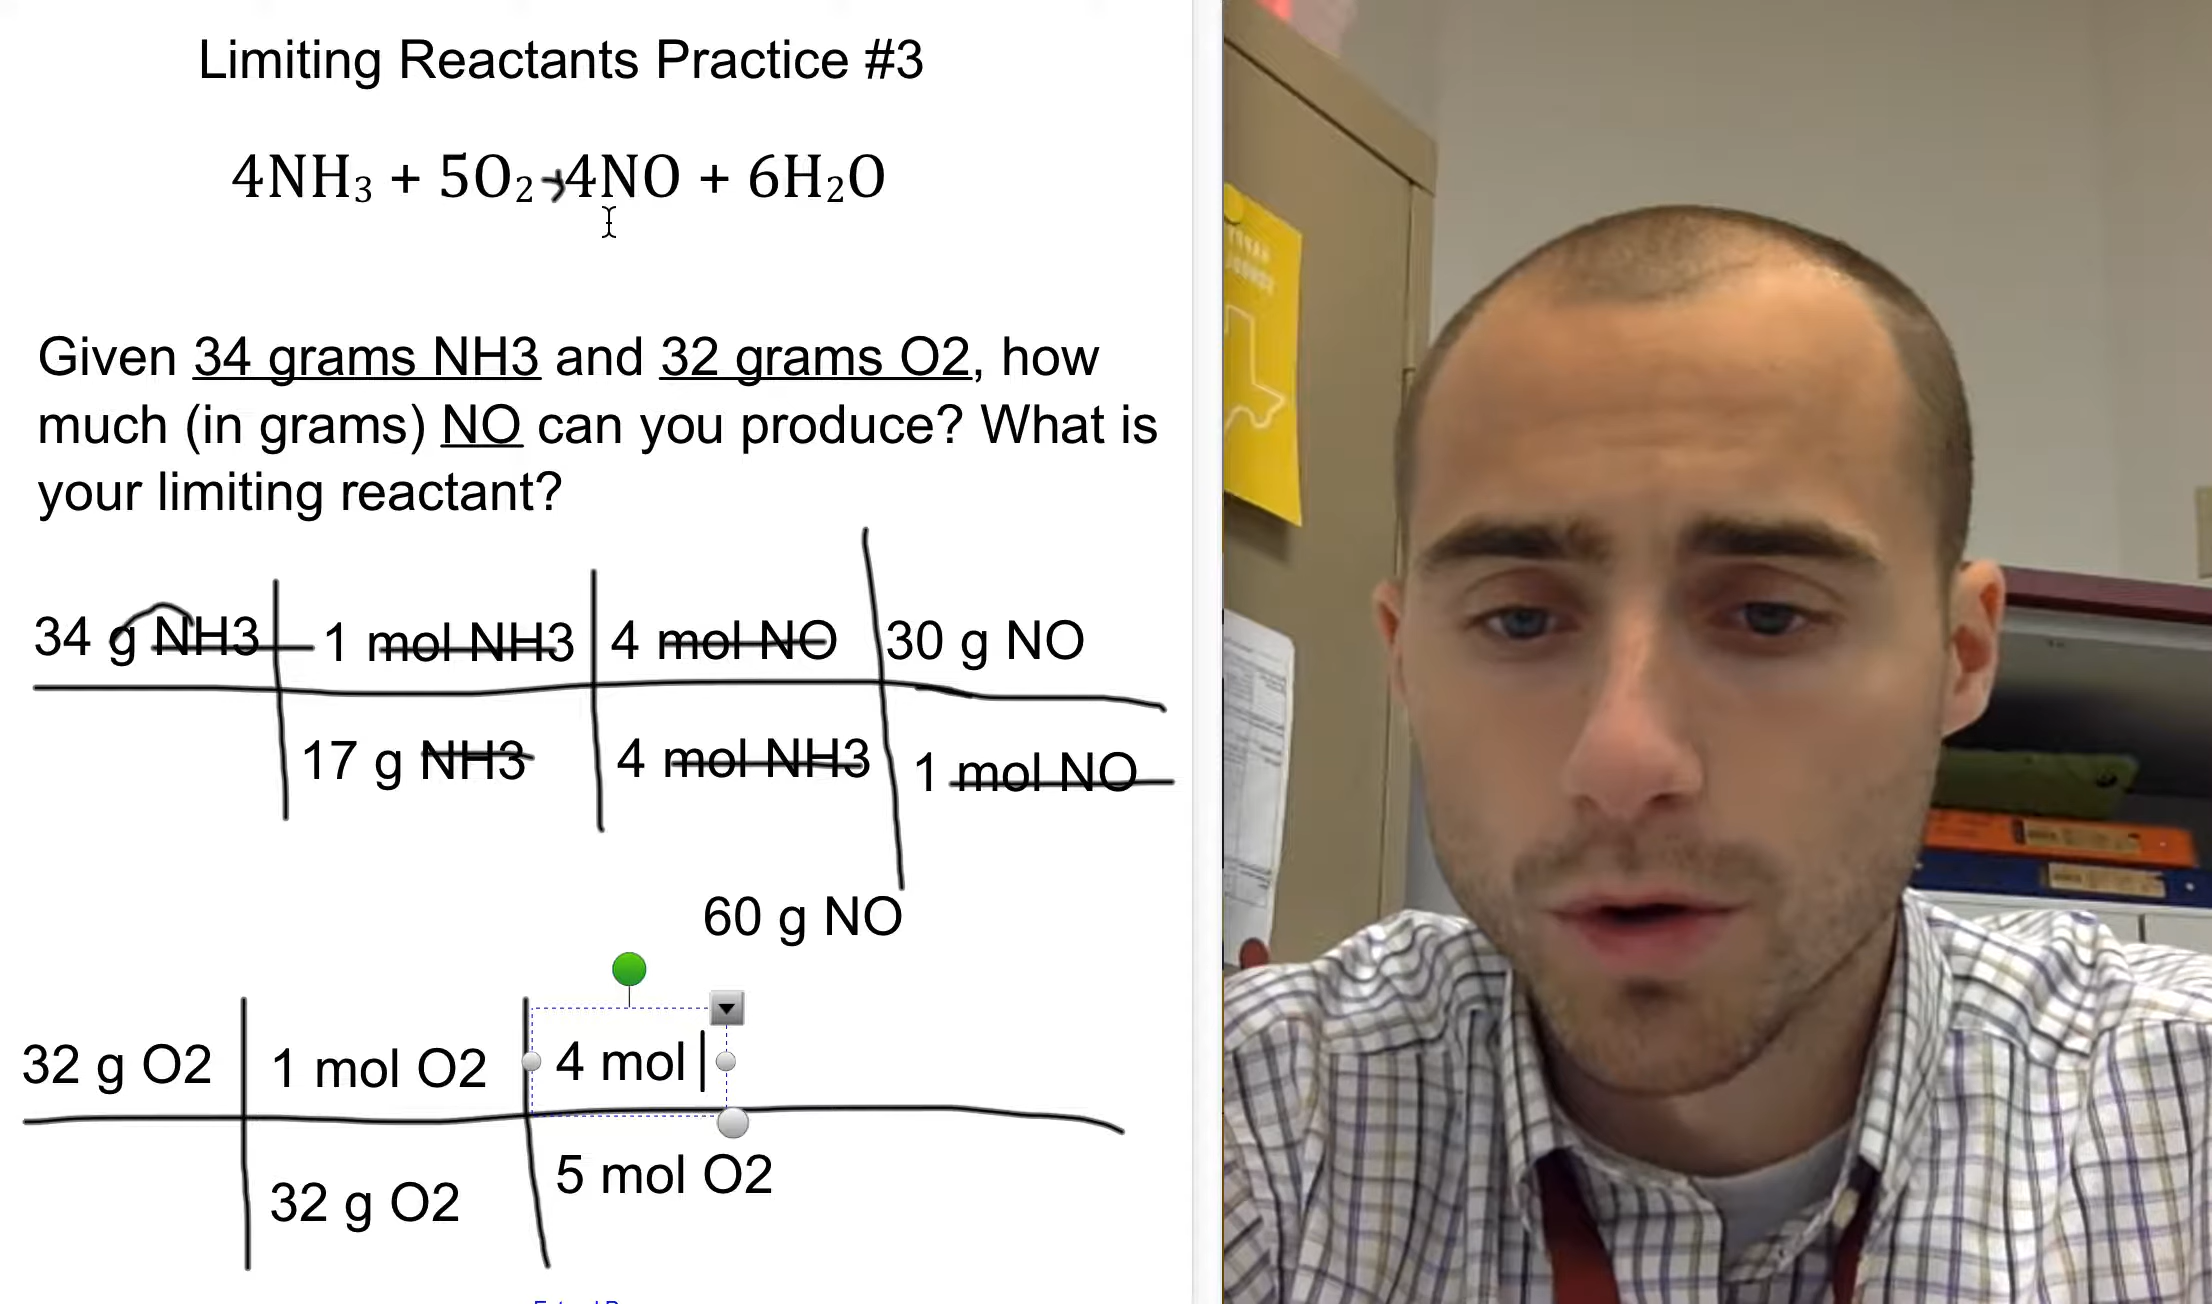 Limiting Reactants Practice #3
4NH₃ + 5O₂→4NO + 6H₂O
Given 34 grams NH3 and 32 grams O2, how
much (in grams) NO can you produce? What is
your limiting reactant?
34 g NH3 1 mol NH3 4 mol NO 30 g NO
17 g NH3 4 mol NH3 1 mol NO
60 g NO
32 g O2 1 mol O2 4 mol
32 g O2 5 mol O2